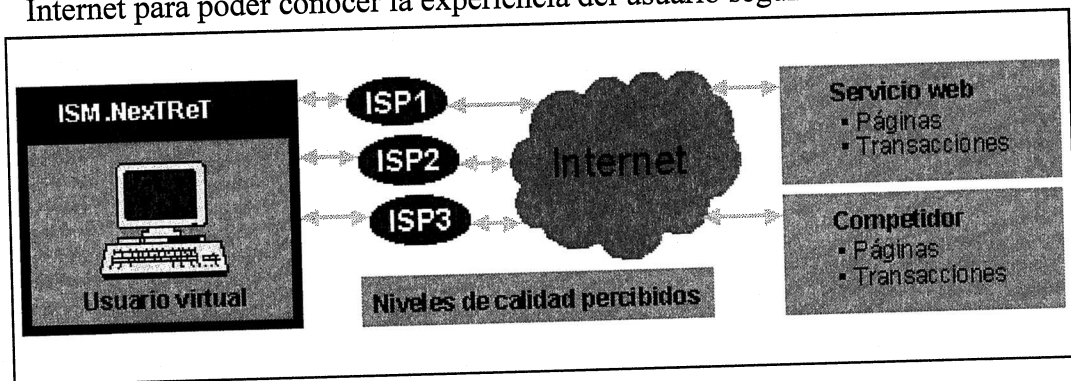 Internet para poder conocer la experiencia del usuario
ISM.NexTReT
Usuario virtual
ISP1
ISP2
ISP3
Internet
Niveles de calidad percibidos
Servicio web
▪ Páginas
▪ Transacciones
Competidor
▪ Páginas
▪ Transacciones